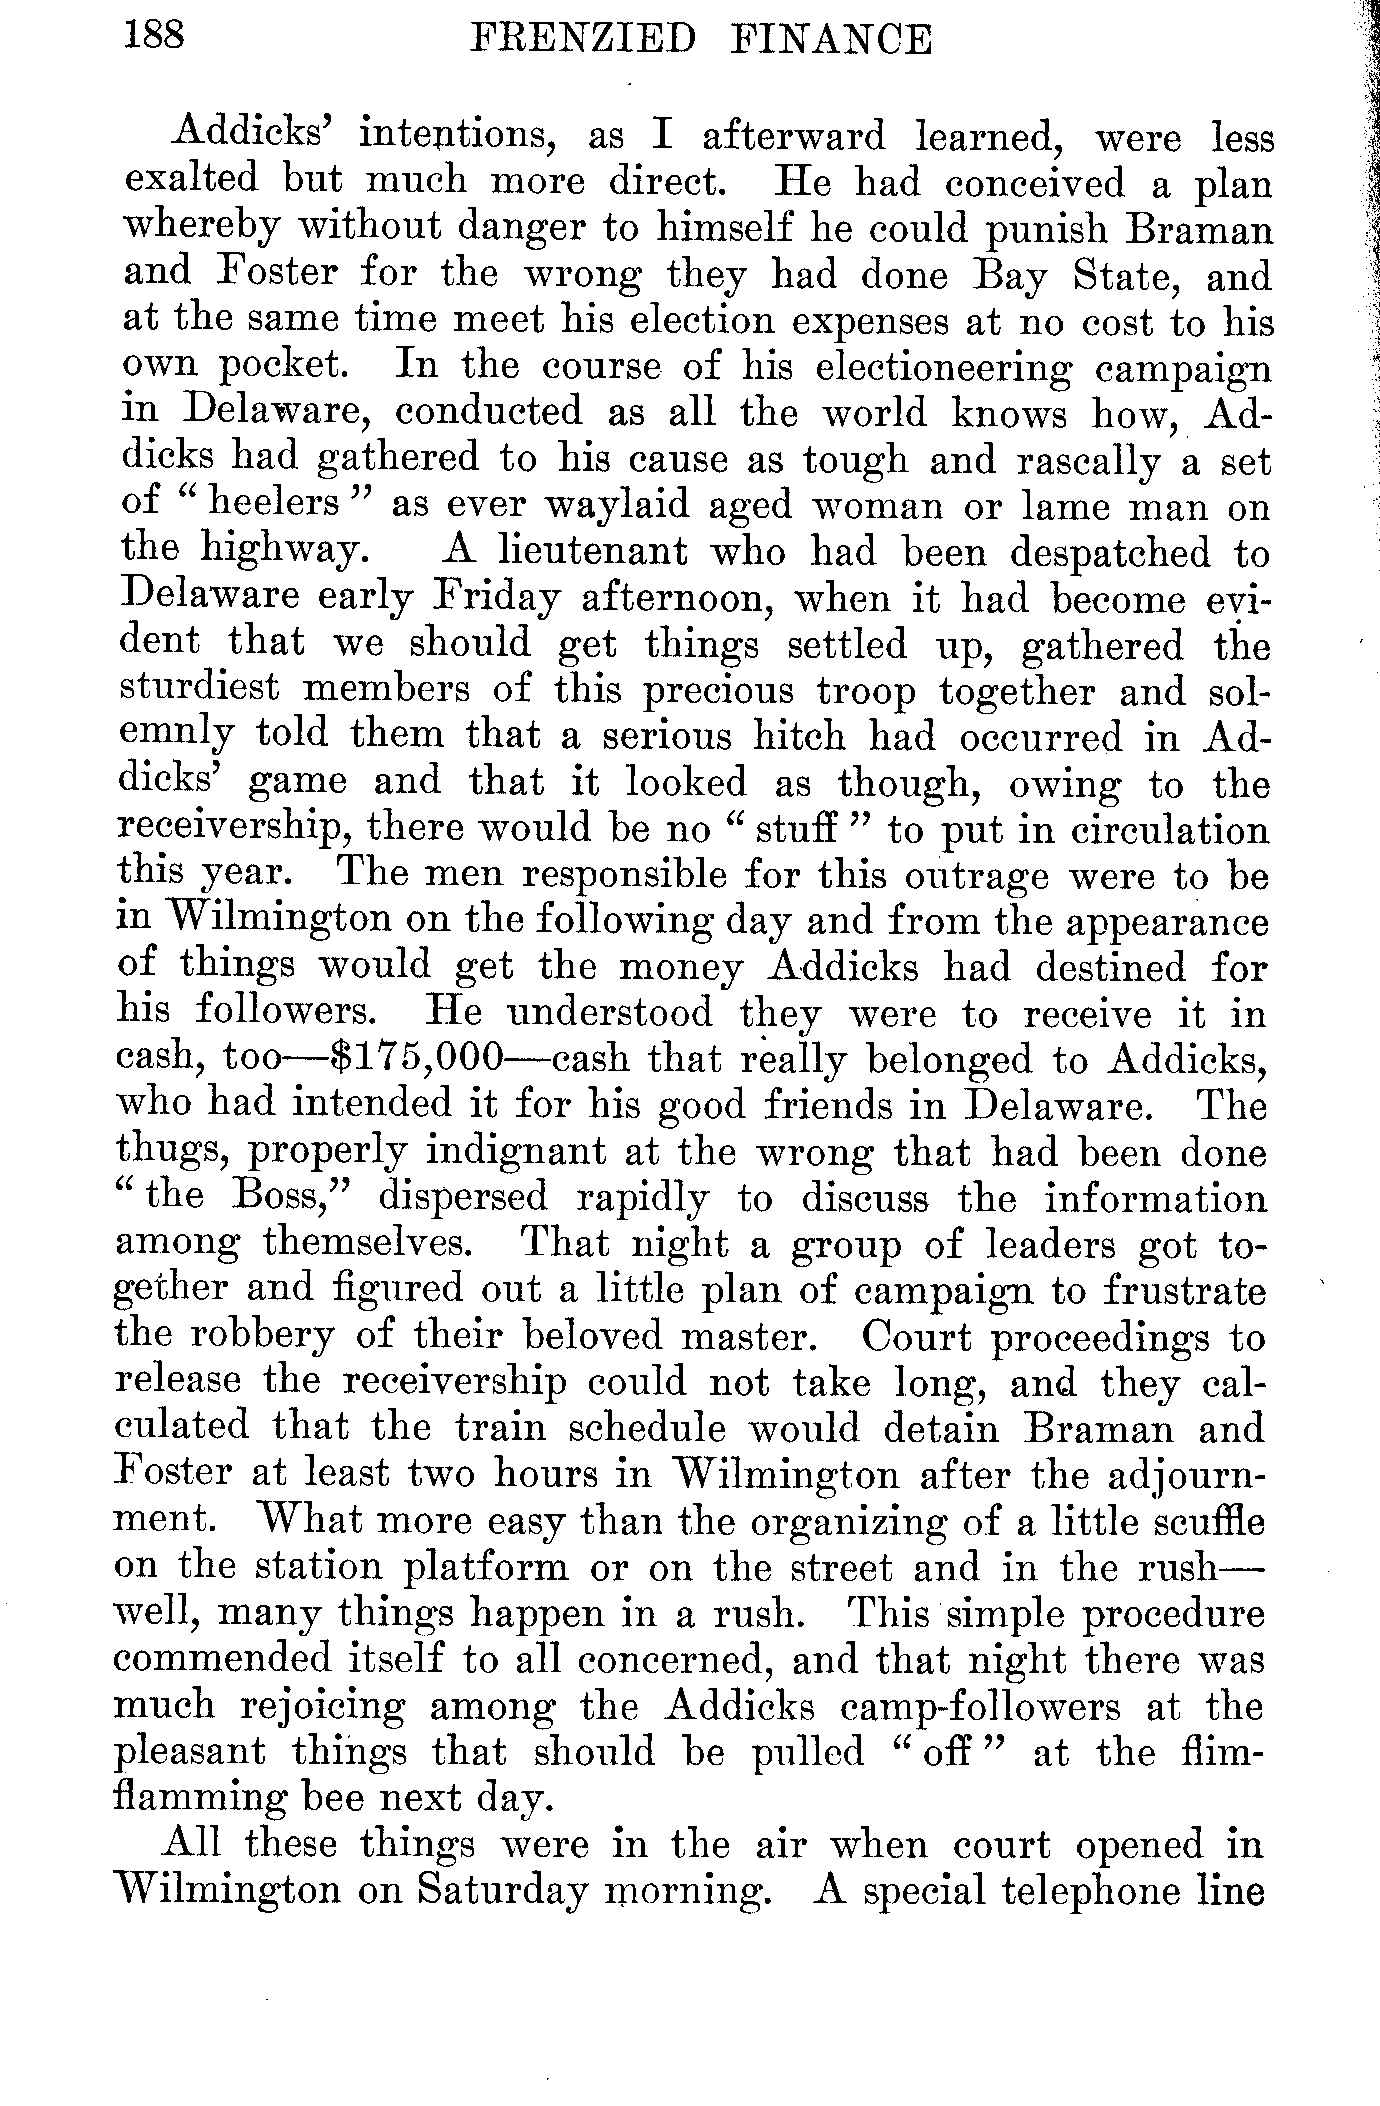 188 FRENZIED FINANCE
Addicks' intentions, as I afterward learned, were less
exalted but much more direct. He had conceived a plan
whereby without danger to himself he could punish Braman
and Foster for the wrong they had done Bay State, and
at the same time meet his election expenses at no cost to his
own pocket. In the course of his electioneering campaign
in Delaware, conducted as all the world knows how, Ad-
dicks had gathered to his cause as tough and rascally a set
of " heelers " as ever waylaid aged woman or lame man on
the highway. A lieutenant who had been despatched to
Delaware early Friday afternoon, when it had become evi-
dent that we should get things settled up, gathered the
sturdiest members of this precious troop together and sol-
emnly told them that a serious hitch had occurred in Ad-
dicks' game and that it looked as though, owing to the
receivership, there would be no " stuff " to put in circulation
this year. The men responsible for this outrage were to be
in Wilmington on the following day and from the appearance
of things would get the money Addicks had destined for
his followers. He understood they were to receive it in
cash, too—$175,000—cash that really belonged to Addicks,
who had intended it for his good friends in Delaware. The
thugs, properly indignant at the wrong that had been done
" the Boss," dispersed rapidly to discuss the information
among themselves. That night a group of leaders got to-
gether and figured out a little plan of campaign to frustrate
the robbery of their beloved master. Court proceedings to
release the receivership could not take long, and they cal-
culated that the train schedule would detain Braman and
Foster at least two hours in Wilmington after the adjourn-
ment. What more easy than the organizing of a little scuffle
on the station platform or on the street and in the rush—
well, many things happen in a rush. This simple procedure
commended itself to all concerned, and that night there was
much rejoicing among the Addicks camp-followers at the
pleasant things that should be pulled " off " at the flim-
flamming bee next day.
All these things were in the air when court opened in
Wilmington on Saturday morning. A special telephone line